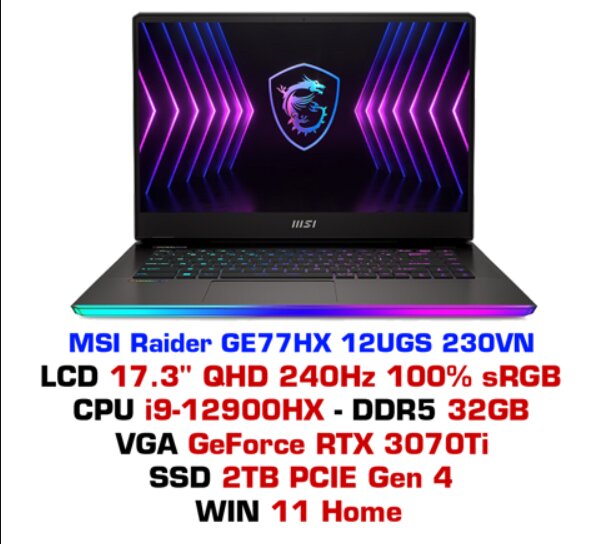 msi
MSI Raider GE77HX 12UGS 230VN
LCD 17.3" QHD 240Hz 100% sRGB
CPU i9-12900HX - DDR5 32GB
VGA GeForce RTX 3070Ti
SSD 2TB PCIE Gen 4
WIN 11 Home